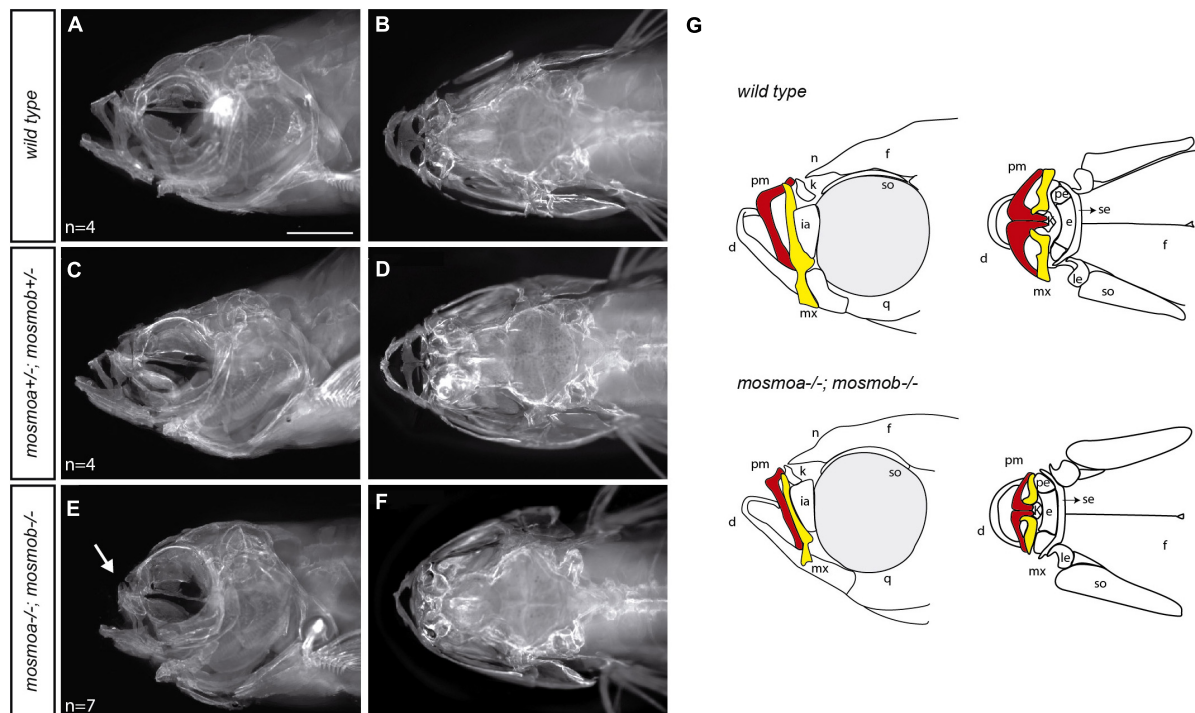 wild type
A
n=4
B
mosmoa+/-; mosmob+/-
C
n=4
D
mosmoa-/-; mosmob-/-
E
n=7
F
G
wild type
n
f
pm
k
so
ia
d
q
mx
pm
pe
se
k
e
d
f
le
mx
so
mosmoa-/-; mosmob-/-
n
f
pm
k
so
ia
d
mx
q
pm
pe
se
K
e
d
f
le
mx
so